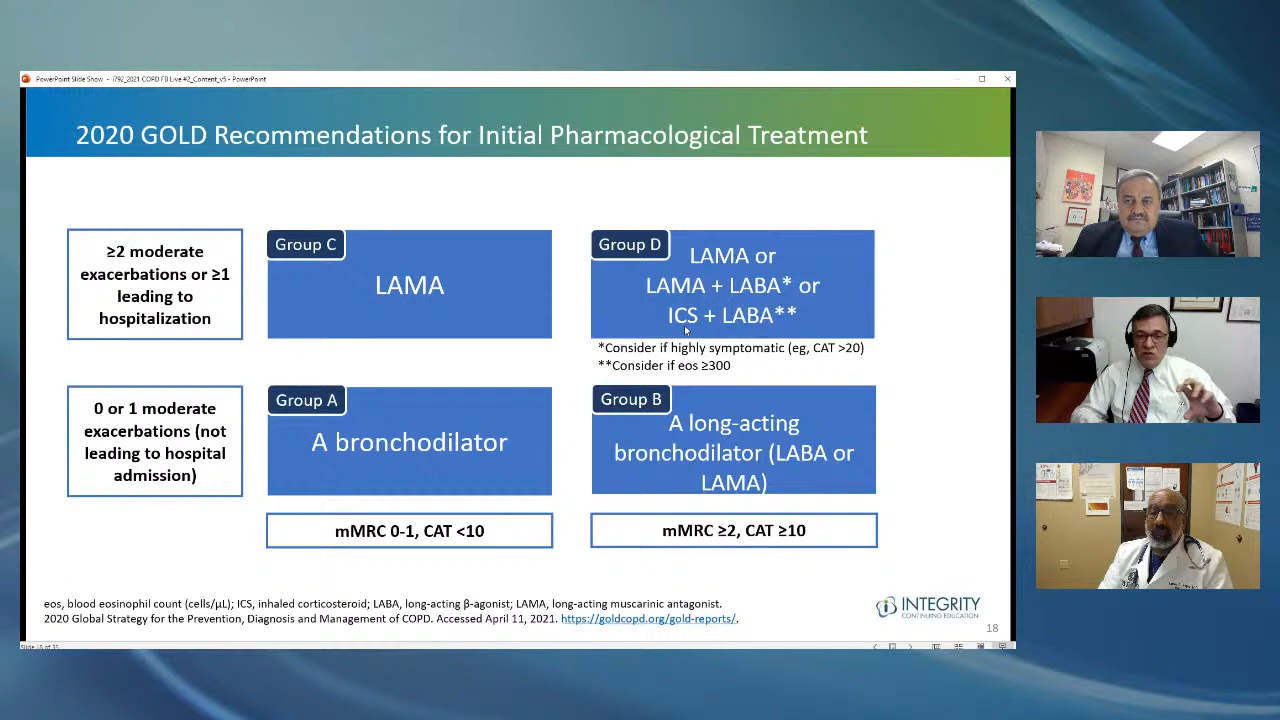 PowerPoint Slide Show - i792_2021 COPD FB Live #2_Content_v5 - PowerPoint
2020 GOLD Recommendations for Initial Pharmacological Treatment
≥2 moderate
exacerbations or ≥1
leading to
hospitalization
Group C
LAMA
Group D
LAMA or
LAMA + LABA* or
ICS + LABA**
*Consider if highly symptomatic (eg, CAT >20)
**Consider if eos ≥300
0 or 1 moderate
exacerbations (not
leading to hospital
admission)
Group A
A bronchodilator
Group B
A long-acting
bronchodilator (LABA or
LAMA)
mMRC 0-1, CAT <10
mMRC ≥2, CAT ≥10
eos, blood eosinophil count (cells/µL); ICS, inhaled corticosteroid; LABA, long-acting β-agonist; LAMA, long-acting muscarinic antagonist.
2020 Global Strategy for the Prevention, Diagnosis and Management of COPD. Accessed April 11, 2021. https://goldcopd.org/gold-reports/.
INTEGRITY
CONTINUING EDUCATION
18